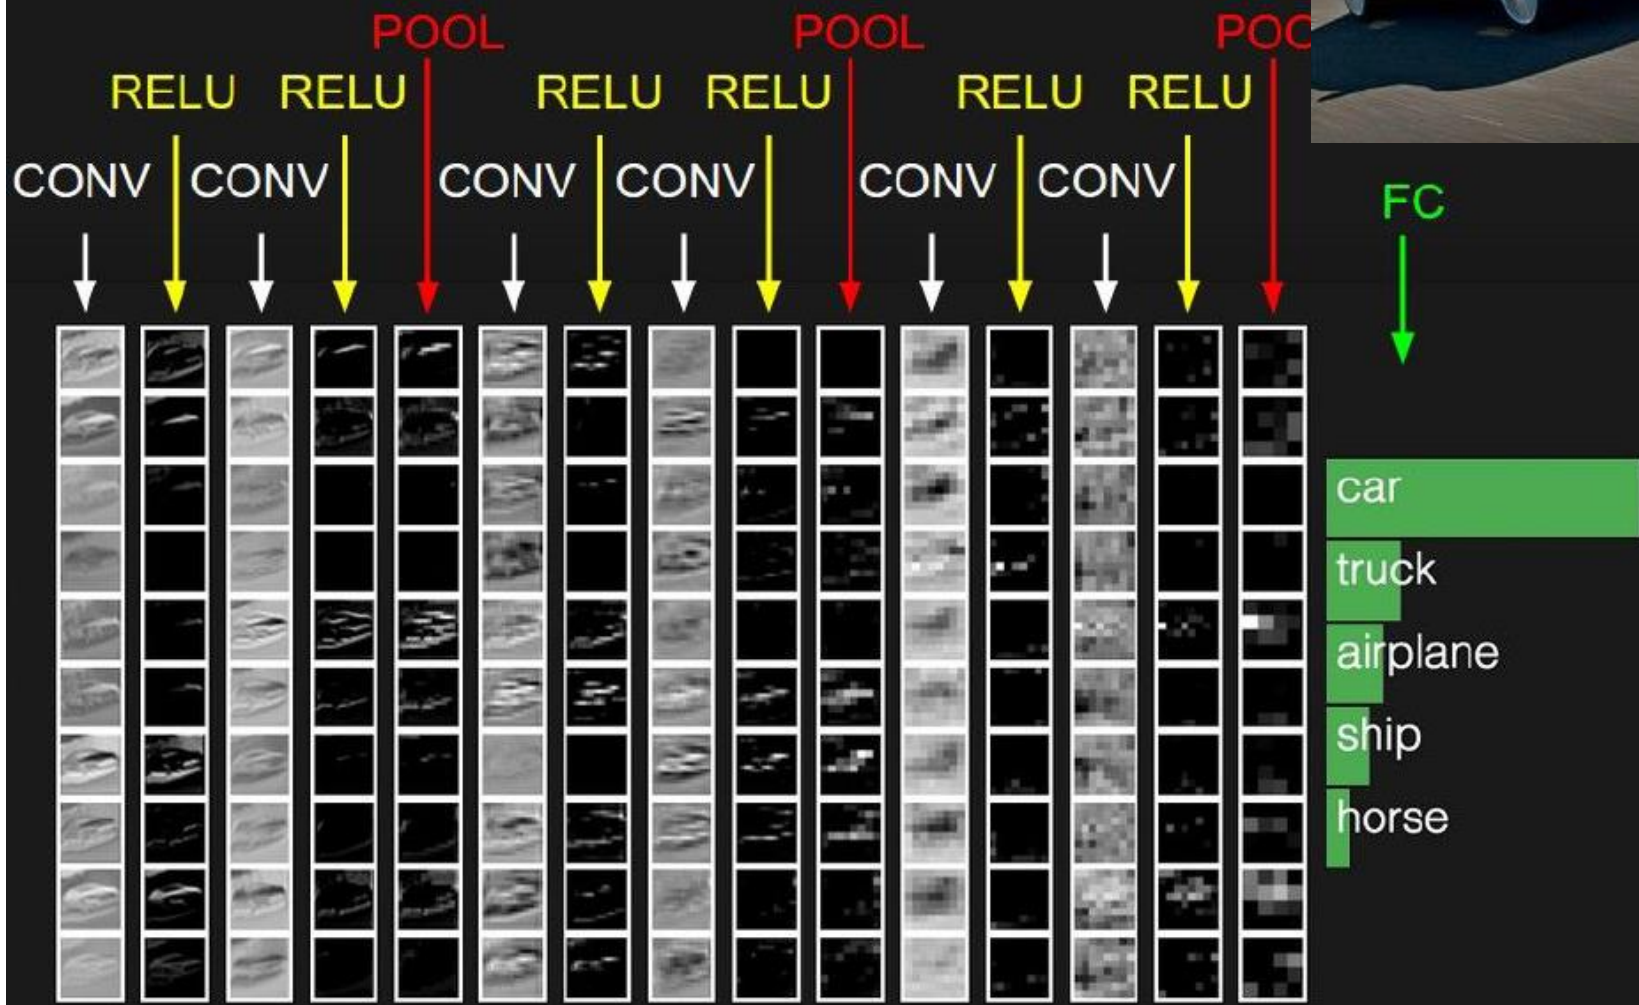 POOL POOL POO
RELU RELU RELU RELU RELU RELU
CONV CONV CONV CONV CONV CONV
FC
car
truck
airplane
ship
horse